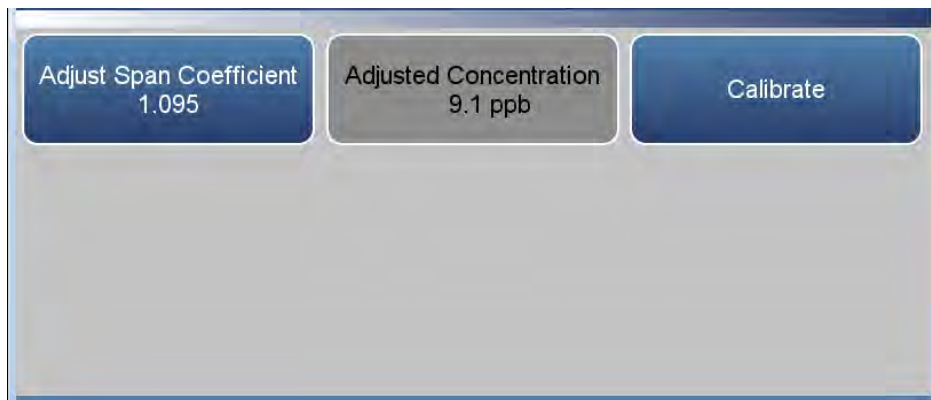 Adjust Span Coefficient
1.095
Adjusted Concentration
9.1 ppb
Calibrate